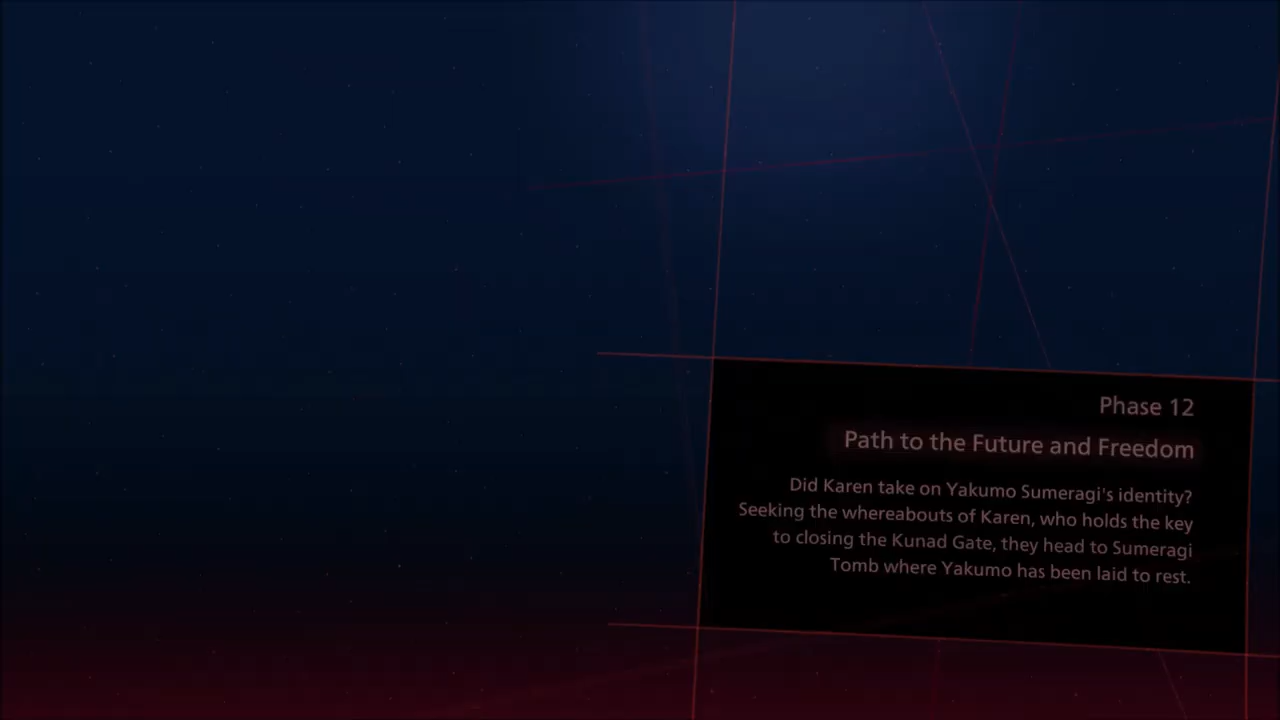 Phase 12
Path to the Future and Freedom
Did Karen take on Yakumo Sumeragi's identity?
Seeking the whereabouts of Karen, who holds the key
to closing the Kunad Gate, they head to Sumeragi
Tomb where Yakumo has been laid to rest.